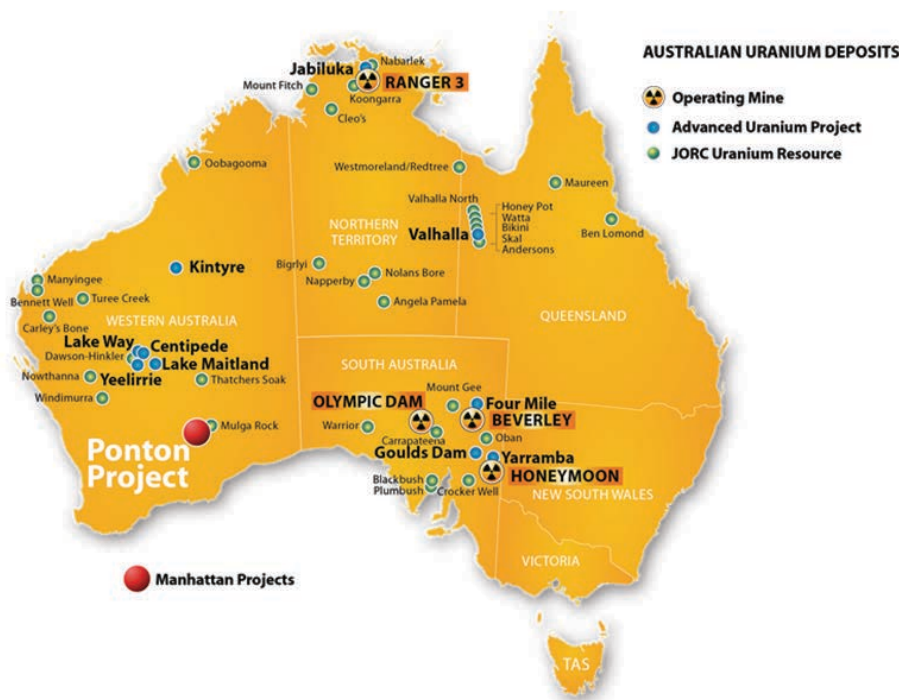 AUSTRALIAN URANIUM DEPOSITS
Operating Mine
Advanced Uranium Project
JORC Uranium Resource
Jabiluka
Nabarlek
RANGER 3
Mount Fitch
Koongarra
Cleo's
Oobagooma
Westmoreland/Redtree
Maureen
Valhalla North
Honey Pot
Watta
Bikini
Skal
Andersons
Valhalla
Ben Lomond
NORTHERN
TERRITORY
Kintyre
Bigrlyi
Nolans Bore
Napperby
Angela Pamela
Manyingee
Bennett Well
Turee Creek
Carley's Bone
WESTERN AUSTRALIA
QUEENSLAND
Lake Way
Centipede
Dawson-Hinkler
Lake Maitland
Nowthanna
Yeelirrie
Thatchers Soak
Windimurra
SOUTH AUSTRALIA
Mount Gee
OLYMPIC DAM
Four Mile
BEVERLEY
Warrior
Carrapateena
Oban
Mulga Rock
Ponton
Project
Goulds Dam
Yarramba
HONEYMOON
Blackbush
Plumbush
Crocker Well
NEW SOUTH WALES
VICTORIA
Manhattan Projects
TAS